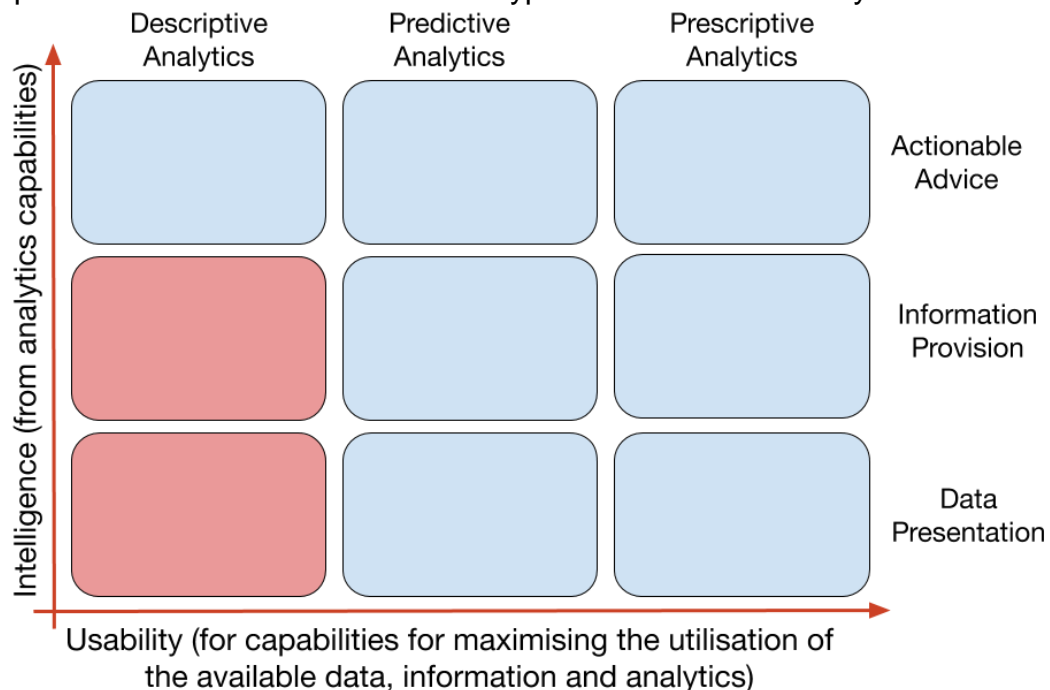 Descriptive
Analytics
Predictive
Analytics
Prescriptive
Analytics
Intelligence (from analytics capabilities)
Actionable
Advice
Information
Provision
Data
Presentation
Usability (for capabilities for maximising the utilisation of
the available data, information and analytics)